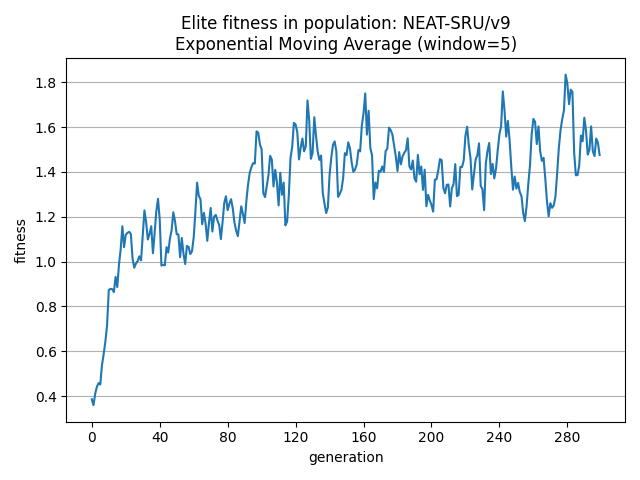 Elite fitness in population: NEAT-SRU/v9
Exponential Moving Average (window=5)
fitness
1.8
1.6
1.4
1.2
1.0
0.8
0.6
0.4
0 40 80 120 160 200 240 280
generation